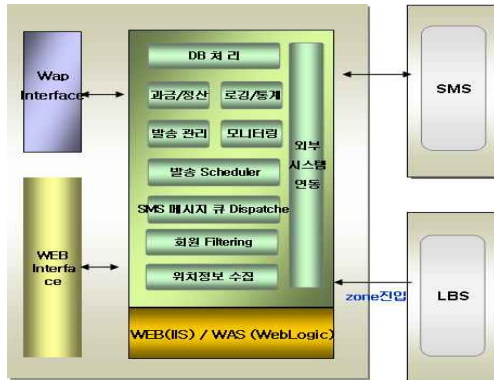 Wap
Interface
WEB
Interfa
ce
DB 처리
과금/정산
로깅/통계
발송 관리
모니터링
발송 Scheduler
SMS 메시지 큐 Dispatche
회원 Filtering
위치정보 수집
외부
시스템
연동
WEB(IIS) / WAS (WebLogic)
SMS
zone진입
LBS